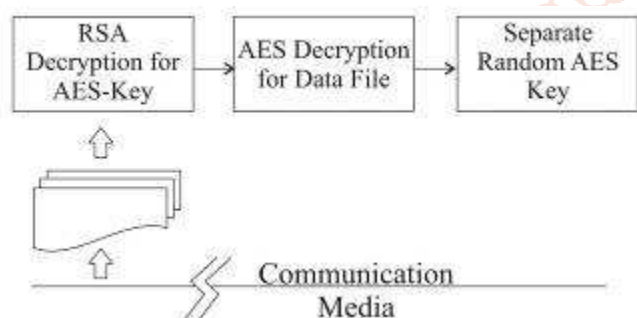 RSA
Decryption for
AES-Key
AES Decryption
for Data File
Separate
Random AES
Key
Communication
Media